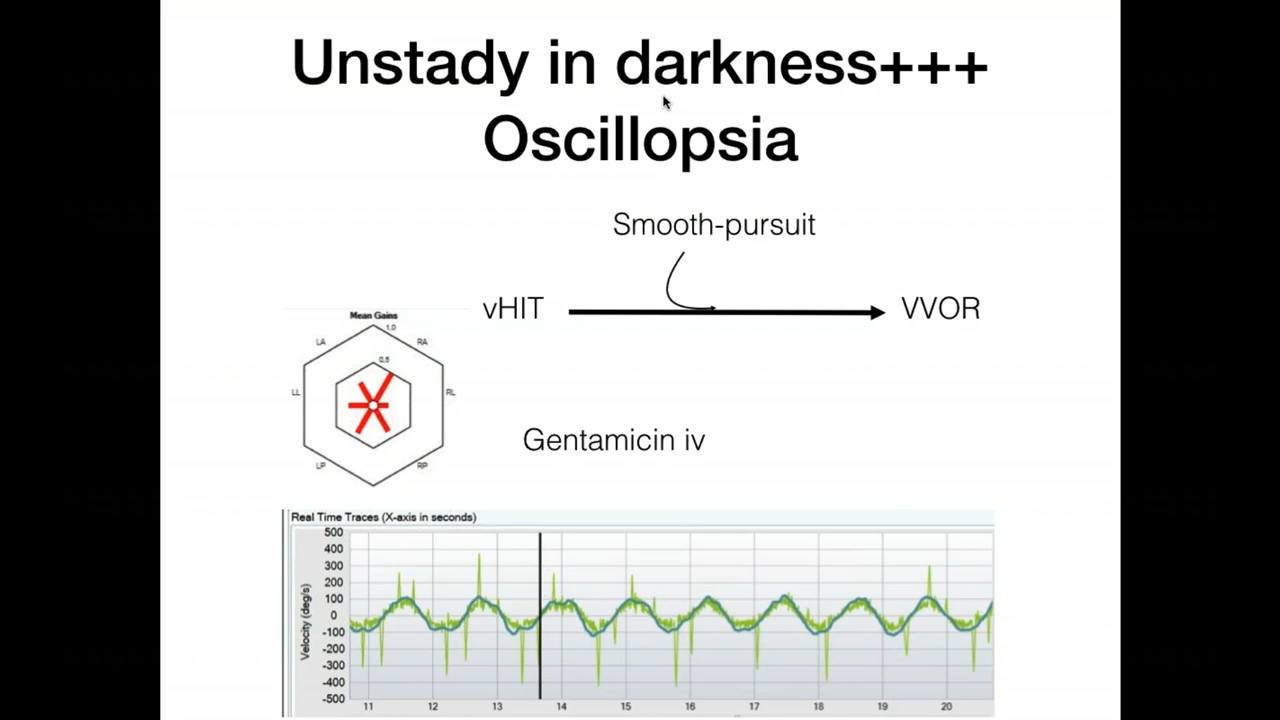 Unstady in darkness+++
Oscillopsia
Smooth-pursuit
vHIT
VVOR
Mean Gains
1,0
LA
RA
0,5
LL
RL
LP
RP
Gentamicin iv
Real Time Traces (X-axis in seconds)
Velocity (deg/s)
500
400
300
200
100
0
-100
-200
-300
-400
-500
11 12 13 14 15 16 17 18 19 20